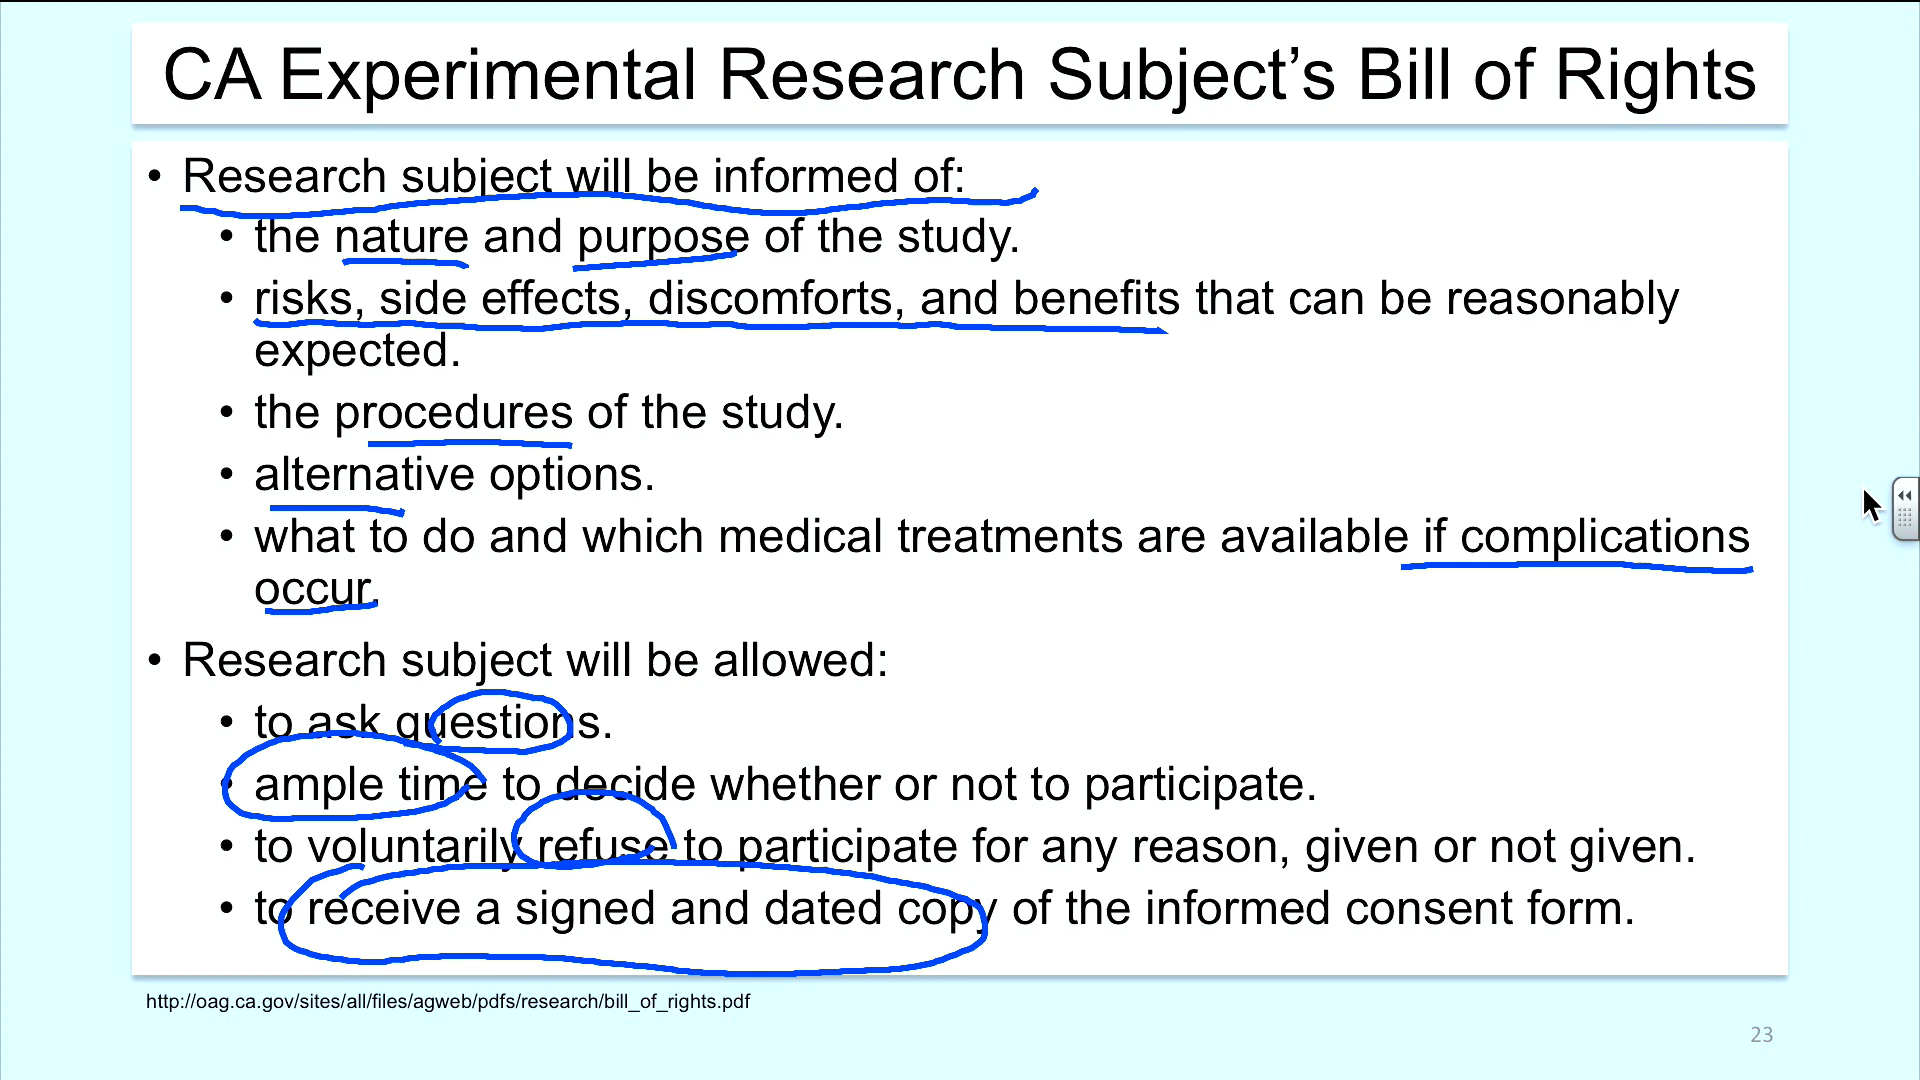 CA Experimental Research Subject’s Bill of Rights
• Research subject will be informed of:
• the nature and purpose of the study.
• risks, side effects, discomforts, and benefits that can be reasonably
expected.
• the procedures of the study.
• alternative options.
• what to do and which medical treatments are available if complications
occur.
• Research subject will be allowed:
• to ask questions.
• ample time to decide whether or not to participate.
• to voluntarily refuse to participate for any reason, given or not given.
• to receive a signed and dated copy of the informed consent form.
http://oag.ca.gov/sites/all/files/agweb/pdfs/research/bill_of_rights.pdf
23